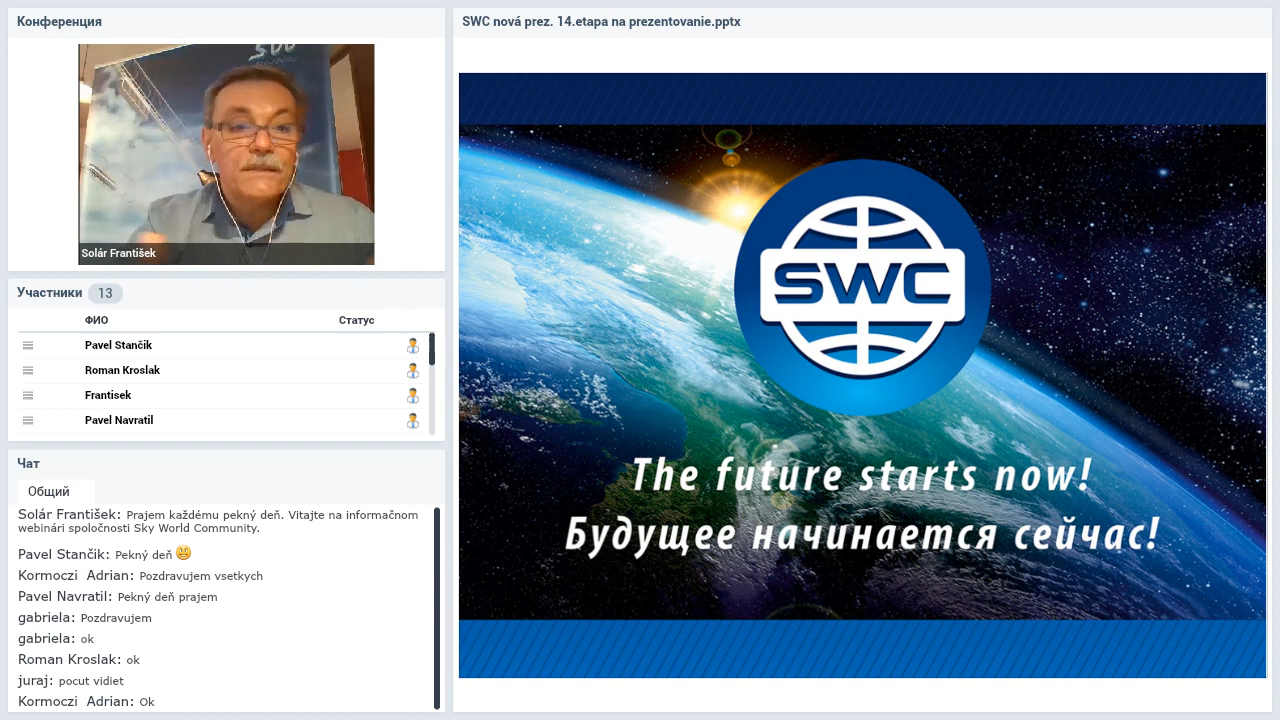 Конференция
Solár František
Участники 13
ФИО Статус
Pavel Stančik
Roman Kroslak
Frantisek
Pavel Navratil
Чат
Общий
Solár František: Prajem každému pekný deň. Vitajte na informačnom
webinári spoločnosti Sky World Community.
Pavel Stančik: Pekný deň
Kormoczi Adrian: Pozdravujem vsetkych
Pavel Navratil: Pekný deň prajem
gabriela: Pozdravujem
gabriela: ok
Roman Kroslak: ok
juraj: pocut vidiet
Kormoczi Adrian: Ok
SWC nová prez. 14.etapa na prezentovanie.pptx
SWC
The future starts now!
Будущее начинается сейчас!